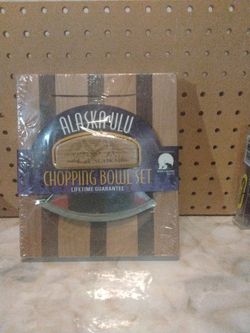 ALASKA ULU
CHOPPING BOWL SET
LIFETIME GUARANTEE